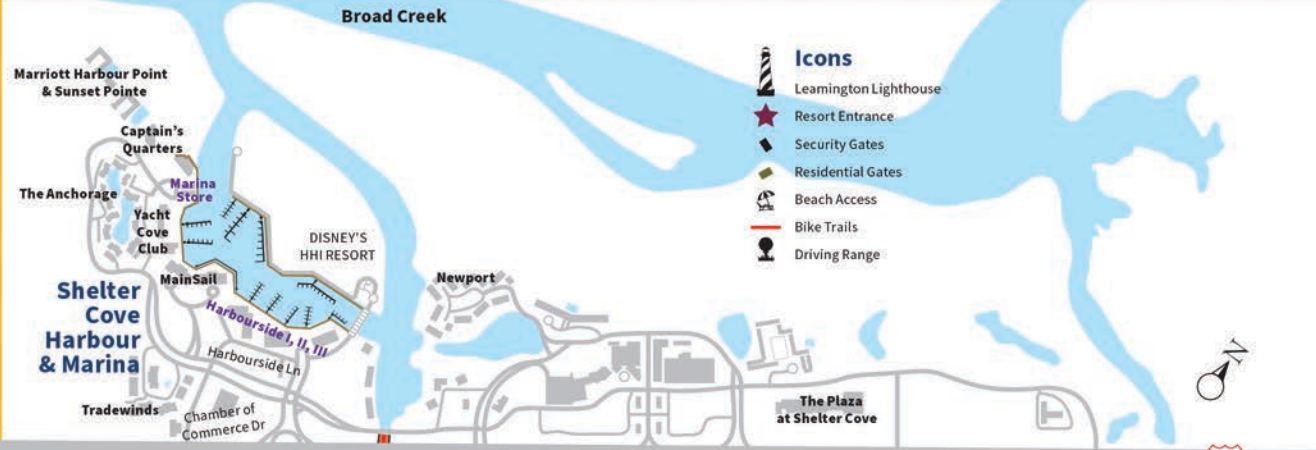 Broad Creek
Marriott Harbour Point
& Sunset Pointe
Captain's
Quarters
The Anchorage
Marina
Store
Yacht
Cove
Club
DISNEY'S
HHI RESORT
MainSail
Newport
Shelter
Cove
Harbour
& Marina
Harbourside I, II, III
Harbourside Ln
Tradewinds
Chamber of
Commerce Dr
The Plaza
at Shelter Cove
Icons
Leamington Lighthouse
Resort Entrance
Security Gates
Residential Gates
Beach Access
Bike Trails
Driving Range
N